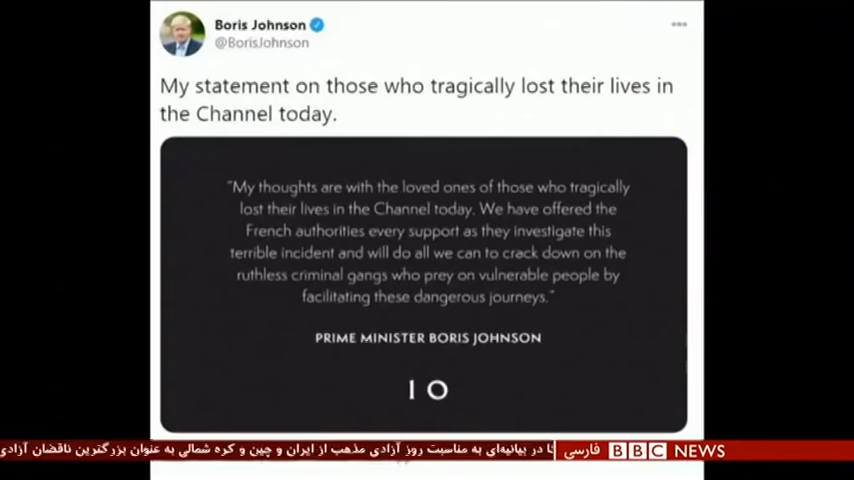 Boris Johnson
@BorisJohnson
My statement on those who tragically lost their lives in
the Channel today.
"My thoughts are with the loved ones of those who tragically
lost their lives in the Channel today. We have offered the
French authorities every support as they investigate this
terrible incident and will do all we can to crack down on the
ruthless criminal gangs who prey on vulnerable people by
facilitating these dangerous journeys."
PRIME MINISTER BORIS JOHNSON
10
BBC NEWS فارسی
در بیانیه‌ای به مناسبت روز آزادی مذهب از ایران و چین و کره شمالی به عنوان بزرگترین ناقضان آزادی